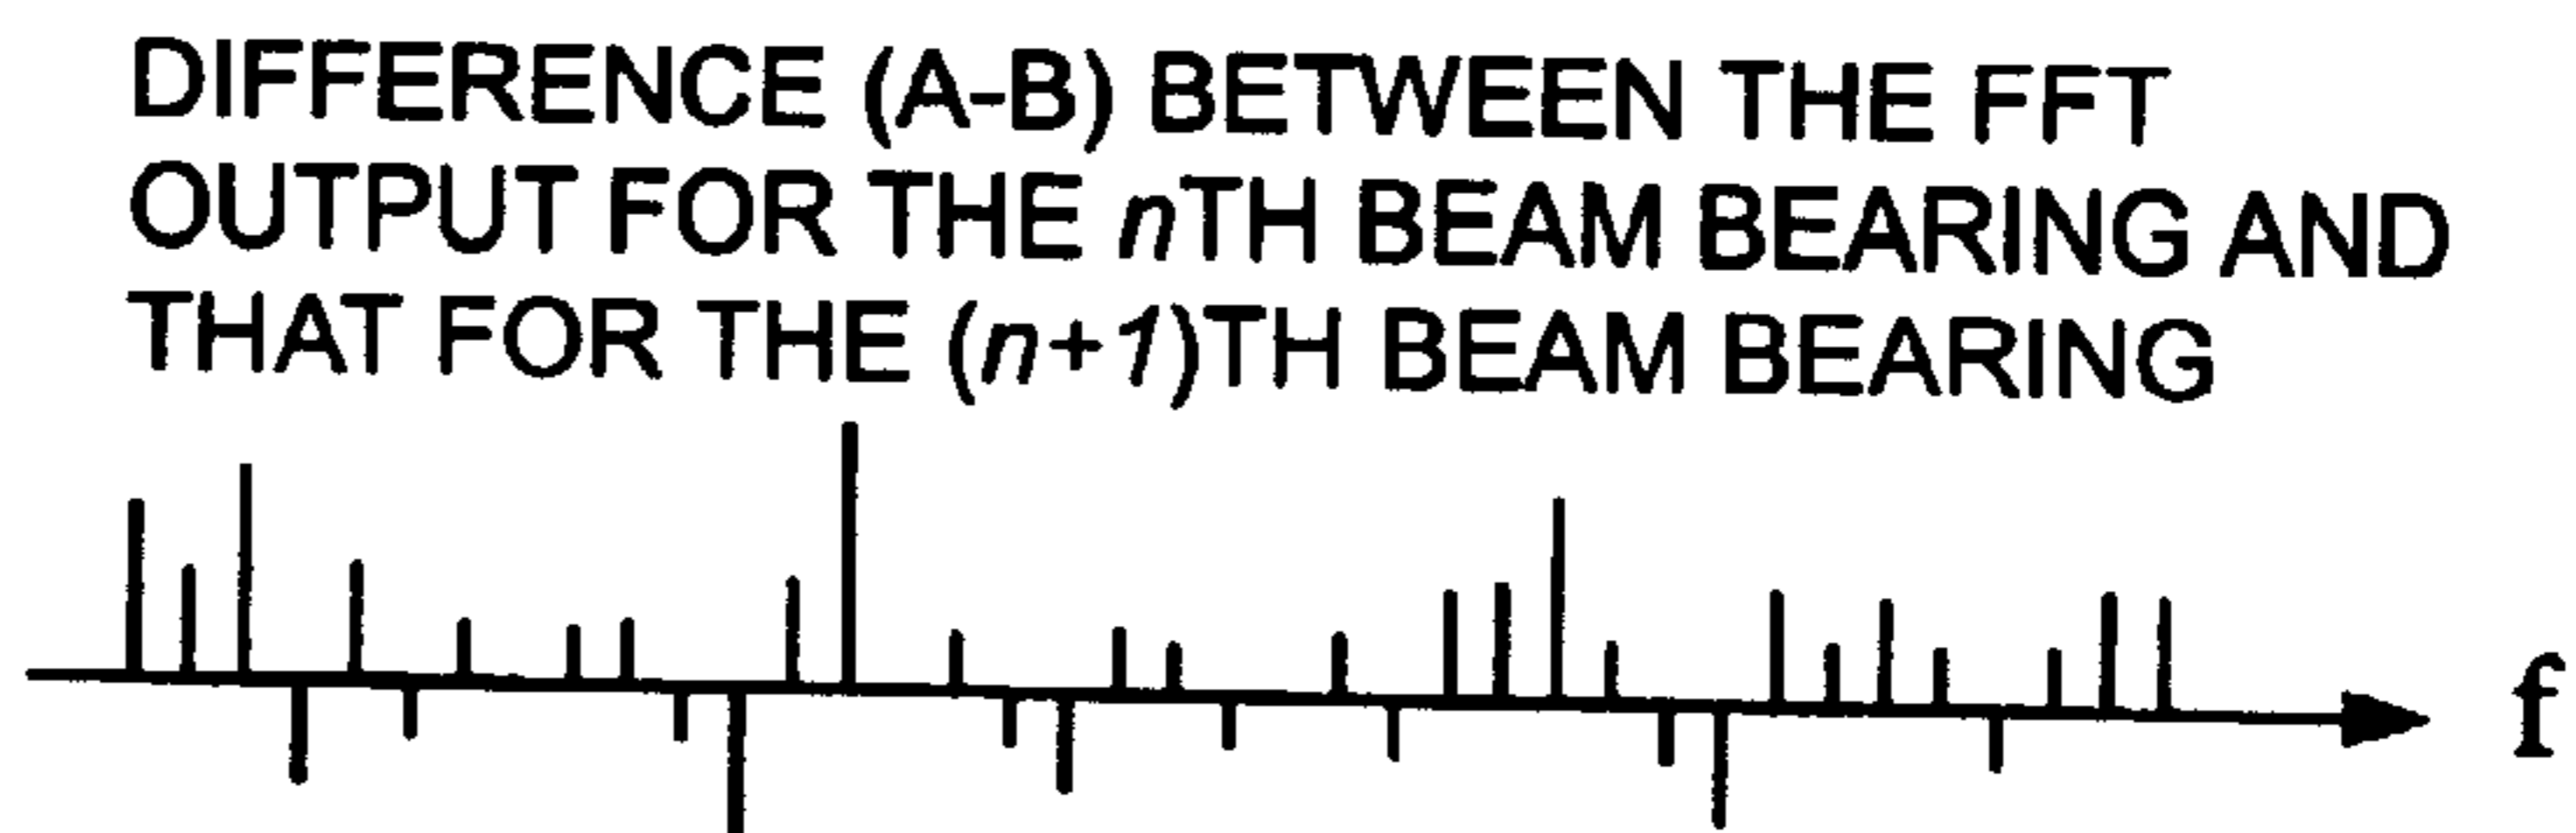 DIFFERENCE (A-B) BETWEEN THE FFT
OUTPUT FOR THE nTH BEAM BEARING AND
THAT FOR THE (n+1)TH BEAM BEARING
f